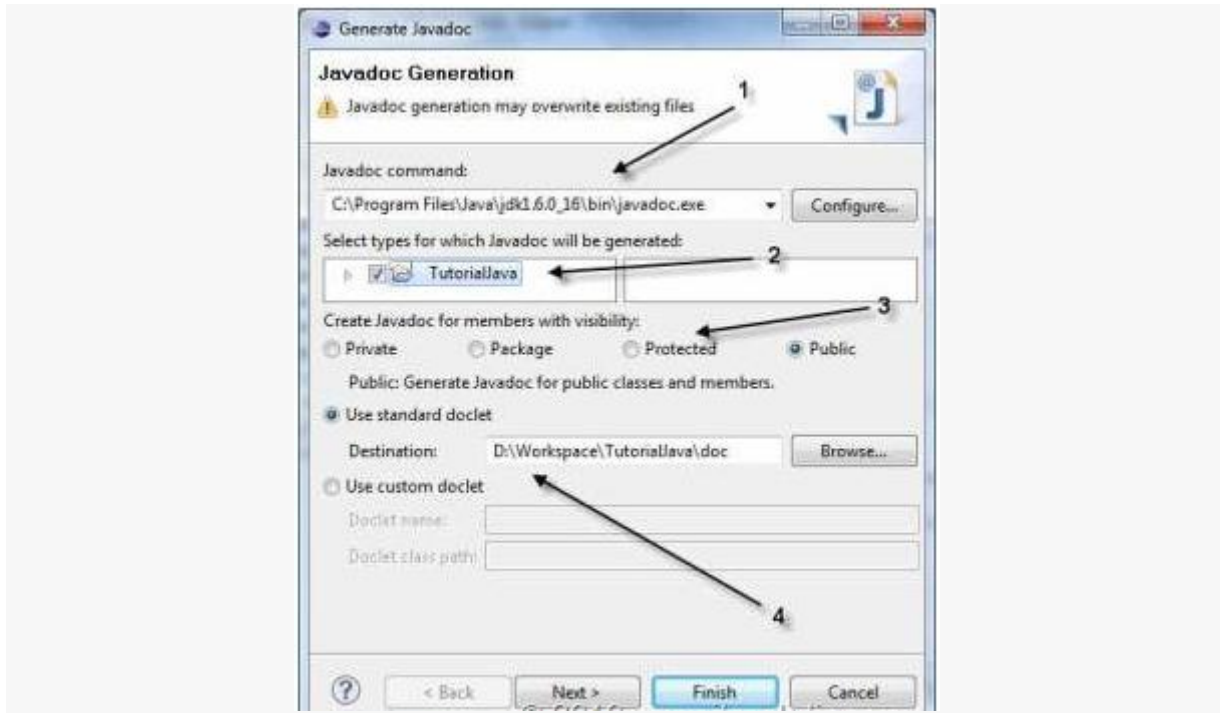 Generate Javadoc
Javadoc Generation
Javadoc generation may overwrite existing files
1
Javadoc command:
C:\Program Files\Java\jdk1.6.0_16\bin\javadoc.exe
Configure...
Select types for which Javadoc will be generated:
TutorialJava
2
Create Javadoc for members with visibility:
3
Private Package Protected Public
Public: Generate Javadoc for public classes and members.
Use standard doclet
Destination: D:\Workspace\TutorialJava\doc Browse...
Use custom doclet
Doclet name:
Doclet class path:
4
? < Back Next > Finish Cancel